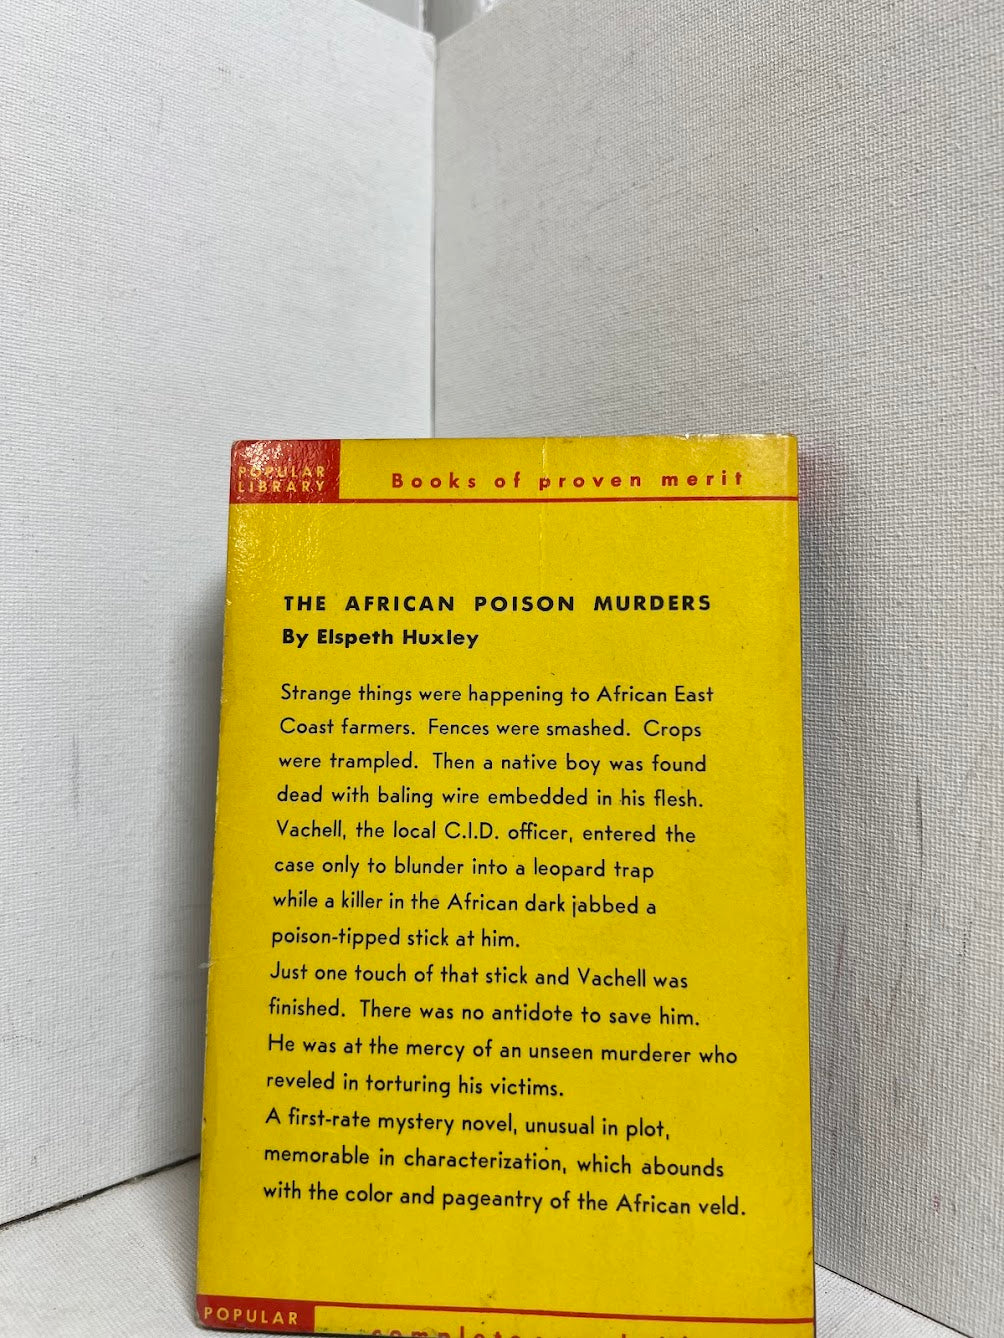 POPULAR
LIBRARY
Books of proven merit
THE AFRICAN POISON MURDERS
By Elspeth Huxley
Strange things were happening to African East
Coast farmers. Fences were smashed. Crops
were trampled. Then a native boy was found
dead with baling wire embedded in his flesh.
Vachell, the local C.I.D. officer, entered the
case only to blunder into a leopard trap
while a killer in the African dark jabbed a
poison-tipped stick at him.
Just one touch of that stick and Vachell was
finished. There was no antidote to save him.
He was at the mercy of an unseen murderer who
reveled in torturing his victims.
A first-rate mystery novel, unusual in plot,
memorable in characterization, which abounds
with the color and pageantry of the African veld.
POPULAR